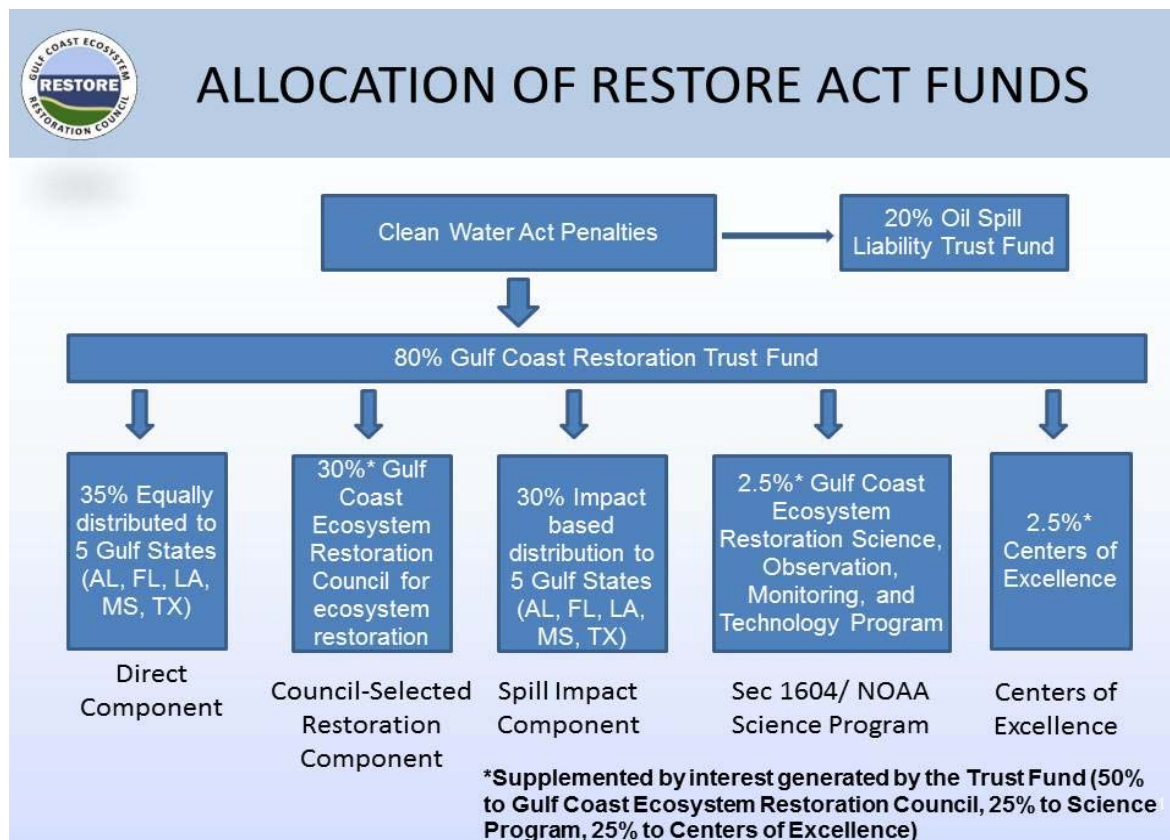 GULF COAST ECOSYSTEM
RESTORE
RESTORATION COUNCIL
ALLOCATION OF RESTORE ACT FUNDS
Clean Water Act Penalties
20% Oil Spill
Liability Trust Fund
80% Gulf Coast Restoration Trust Fund
35% Equally
distributed to
5 Gulf States
(AL, FL, LA,
MS, TX)
Direct
Component
30%* Gulf
Coast
Ecosystem
Restoration
Council for
ecosystem
restoration
Council-Selected
Restoration
Component
30% Impact
based
distribution to
5 Gulf States
(AL, FL, LA,
MS, TX)
Spill Impact
Component
2.5%* Gulf Coast
Ecosystem
Restoration Science,
Observation,
Monitoring, and
Technology Program
Sec 1604/ NOAA
Science Program
2.5%*
Centers of
Excellence
Centers of
Excellence
*Supplemented by interest generated by the Trust Fund (50%
to Gulf Coast Ecosystem Restoration Council, 25% to Science
Program, 25% to Centers of Excellence)